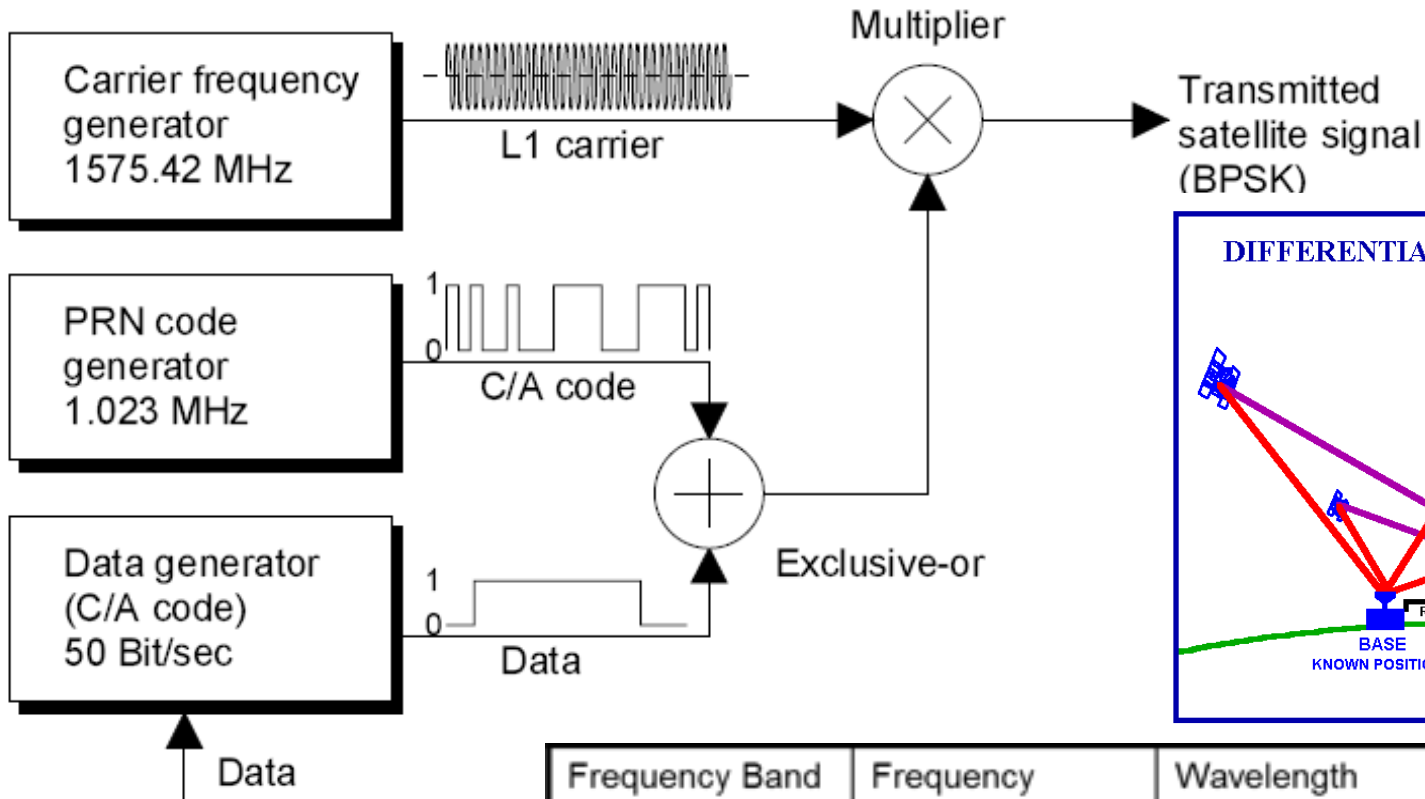 Multiplier
Carrier frequency
generator
1575.42 MHz
L1 carrier
Transmitted
satellite signal
(BPSK)
PRN code
generator
1.023 MHz
1
0
C/A code
Exclusive-or
Data generator
(C/A code)
50 Bit/sec
1
0
Data
Data
DIFFERENTIA
BASE
KNOWN POSITIO
Frequency Band
Frequency
Wavelength